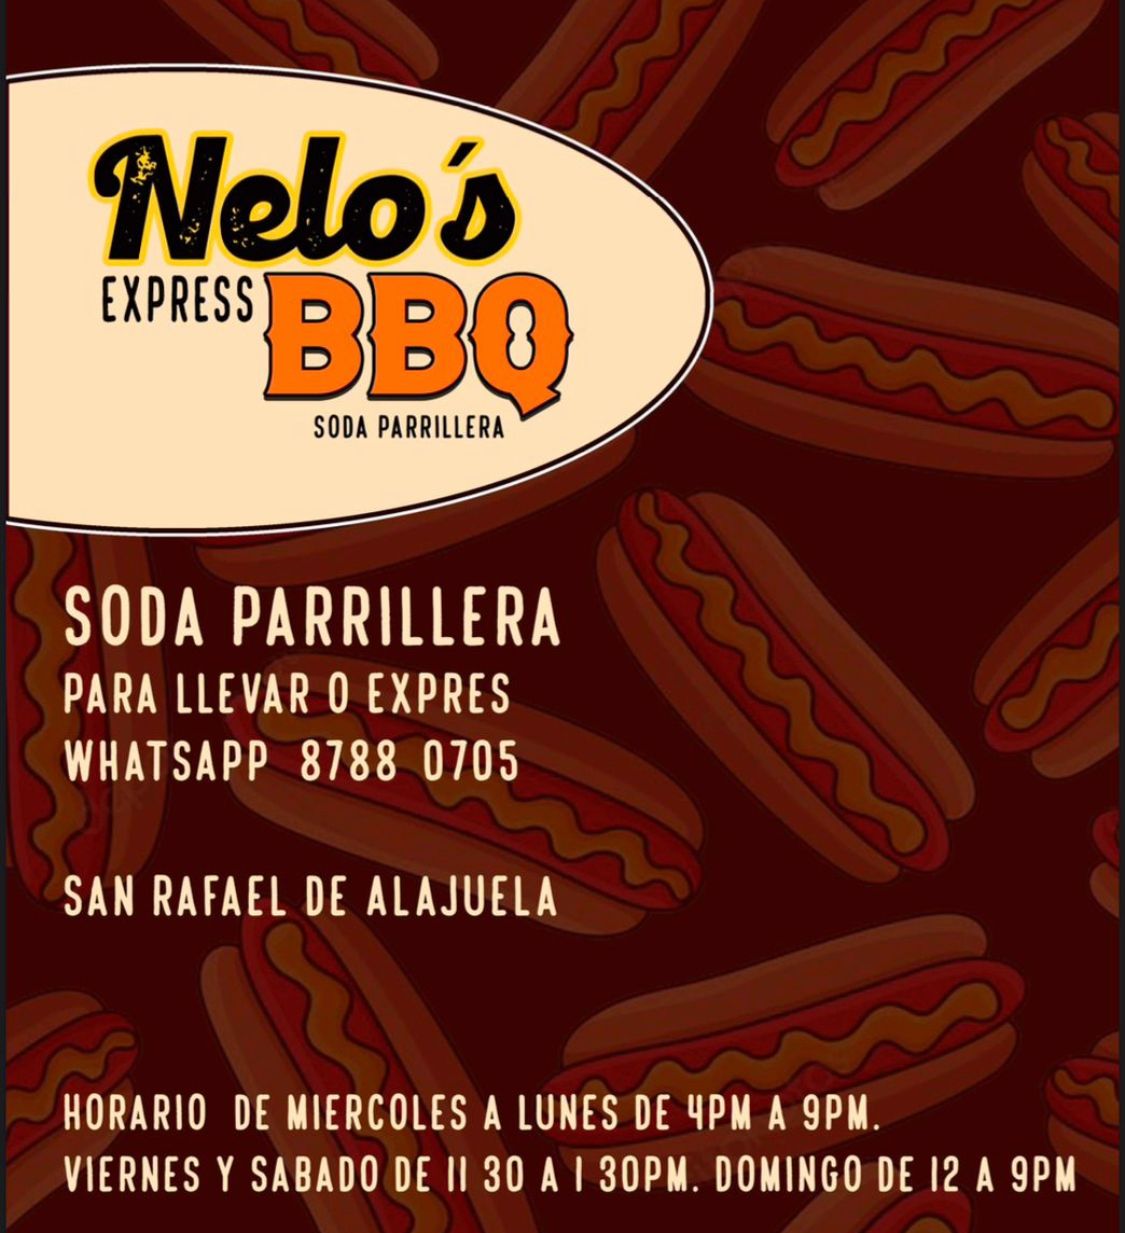 Nelo´s
EXPRESS
BBQ
SODA PARRILLERA
SODA PARRILLERA
PARA LLEVAR O EXPRES
WHATSAPP 8788 0705
SAN RAFAEL DE ALAJUELA
HORARIO DE MIERCOLES A LUNES DE 4PM A 9PM.
VIERNES Y SABADO DE 11 30 A 1 30PM. DOMINGO DE 12 A 9PM